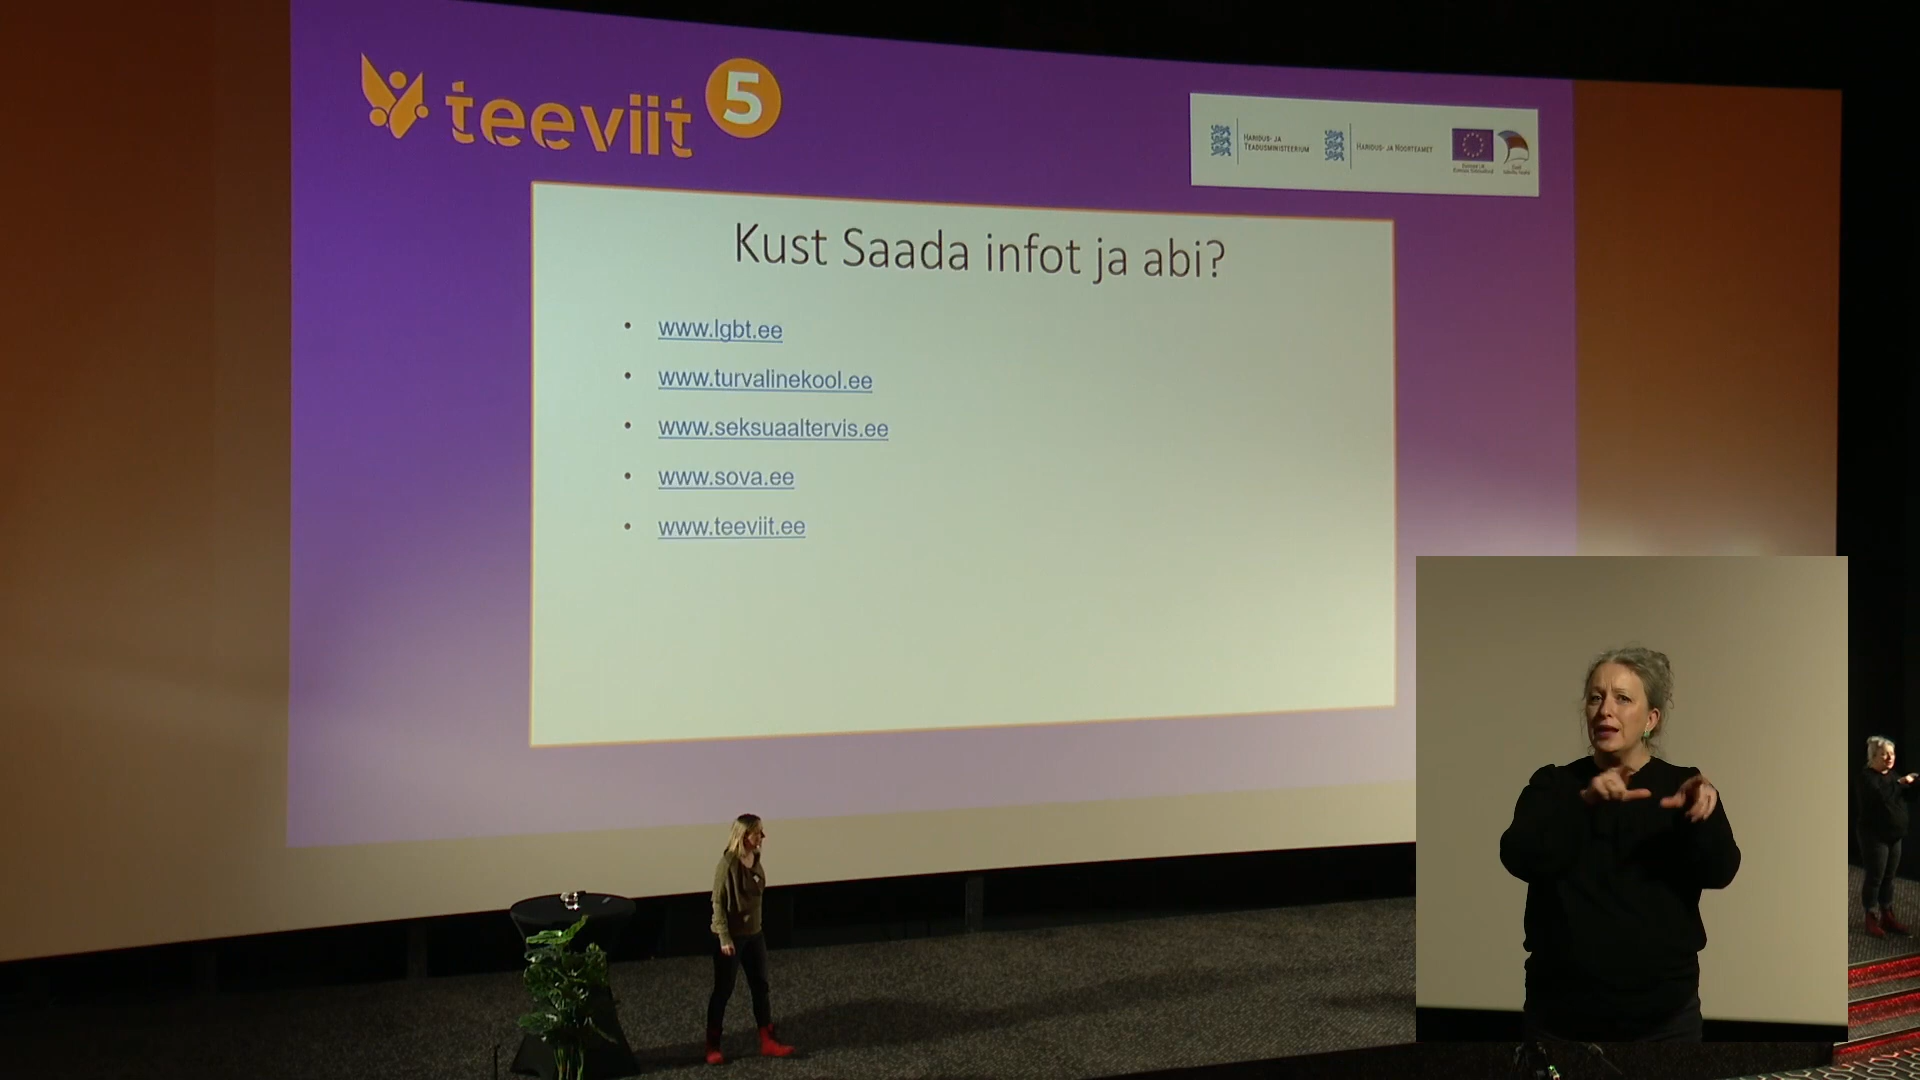 teeviit 5
HARIDUS- JA
TEADUSMINISTEERIUM
HARIDUS- JA NOORTEAMET
Kust Saada infot ja abi?
• www.lgbt.ee
• www.turvalinekool.ee
• www.seksuaaltervis.ee
• www.sova.ee
• www.teeviit.ee